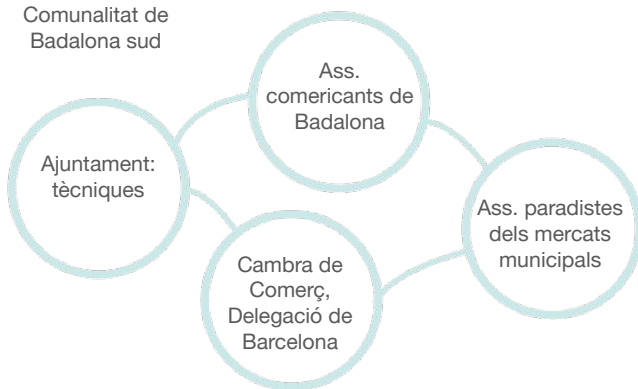 Comunalitat de
Badalona sud
Ass.
comericants de
Badalona
Ajuntament:
tècniques
Ass. paradistes
dels mercats
municipals
Cambra de
Comerç,
Delegació de
Barcelona